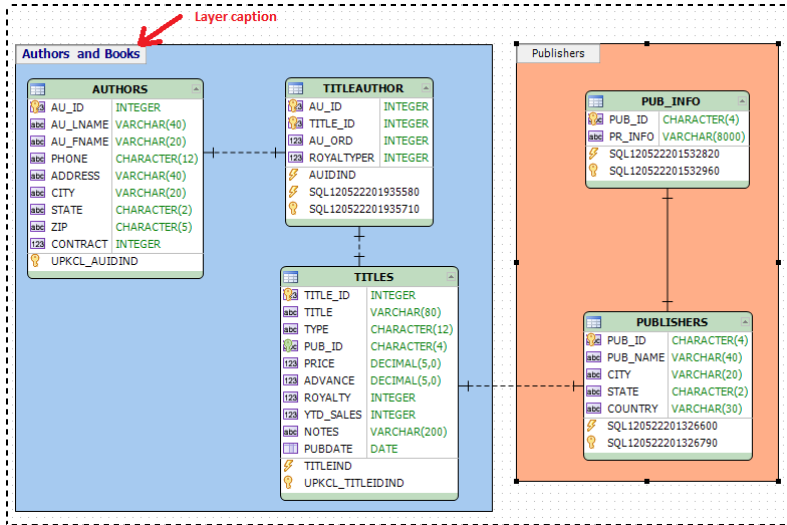 Layer caption
Authors and Books
AUTHORS
AU_ID INTEGER
AU_LNAME VARCHAR(40)
AU_FNAME VARCHAR(20)
PHONE CHARACTER(12)
ADDRESS VARCHAR(40)
CITY VARCHAR(20)
STATE CHARACTER(2)
ZIP CHARACTER(5)
CONTRACT INTEGER
UPKCL_AUIDIND
TITLEAUTHOR
AU_ID INTEGER
TITLE_ID INTEGER
AU_ORD INTEGER
ROYALTYPER INTEGER
AUIDIND
SQL120522201935580
SQL120522201935710
TITLES
TITLE_ID INTEGER
TITLE VARCHAR(80)
TYPE CHARACTER(12)
PUB_ID CHARACTER(4)
PRICE DECIMAL(5,0)
ADVANCE DECIMAL(5,0)
ROYALTY INTEGER
YTD_SALES INTEGER
NOTES VARCHAR(200)
PUBDATE DATE
TITLEIND
UPKCL_TITLEIDIND
Publishers
PUB_INFO
PUB_ID CHARACTER(4)
PR_INFO VARCHAR(8000)
SQL120522201532820
SQL120522201532960
PUBLISHERS
PUB_ID CHARACTER(4)
PUB_NAME VARCHAR(40)
CITY VARCHAR(20)
STATE CHARACTER(2)
COUNTRY VARCHAR(30)
SQL120522201326600
SQL120522201326790